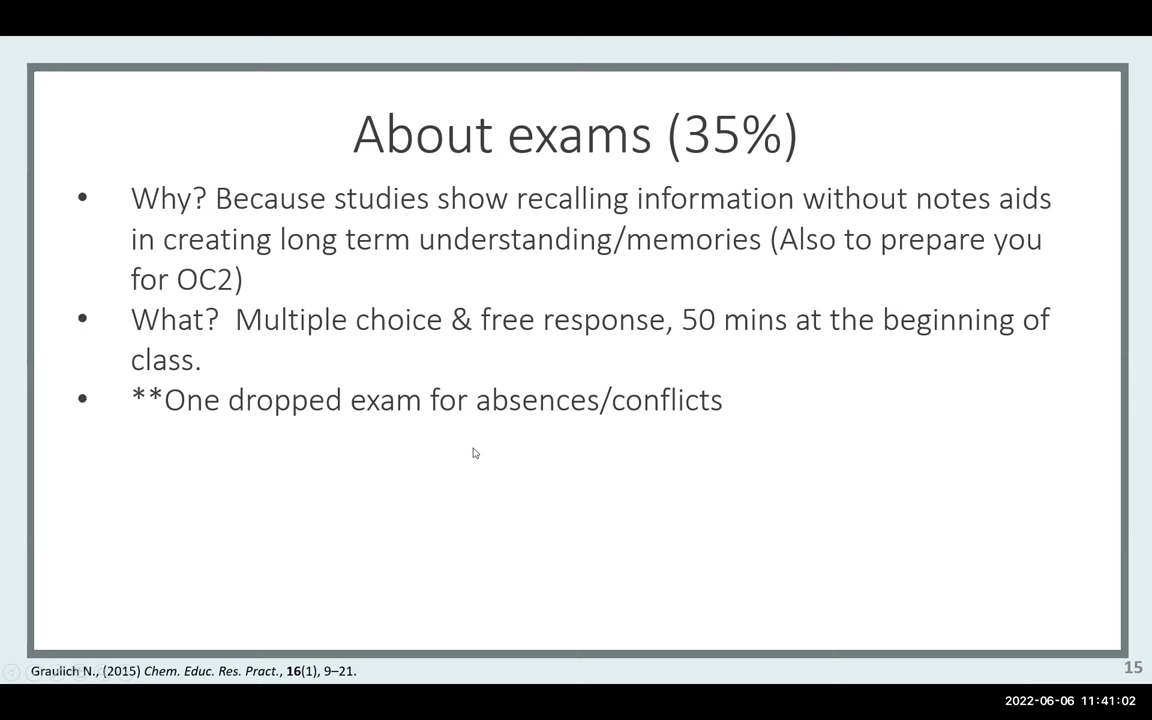 About exams (35%)
• Why? Because studies show recalling information without notes aids
in creating long term understanding/memories (Also to prepare you
for OC2)
• What?  Multiple choice & free response, 50 mins at the beginning of
class.
• **One dropped exam for absences/conflicts
Graulich N., (2015) Chem. Educ. Res. Pract., 16(1), 9–21.
15
2022-06-06 11:41:02